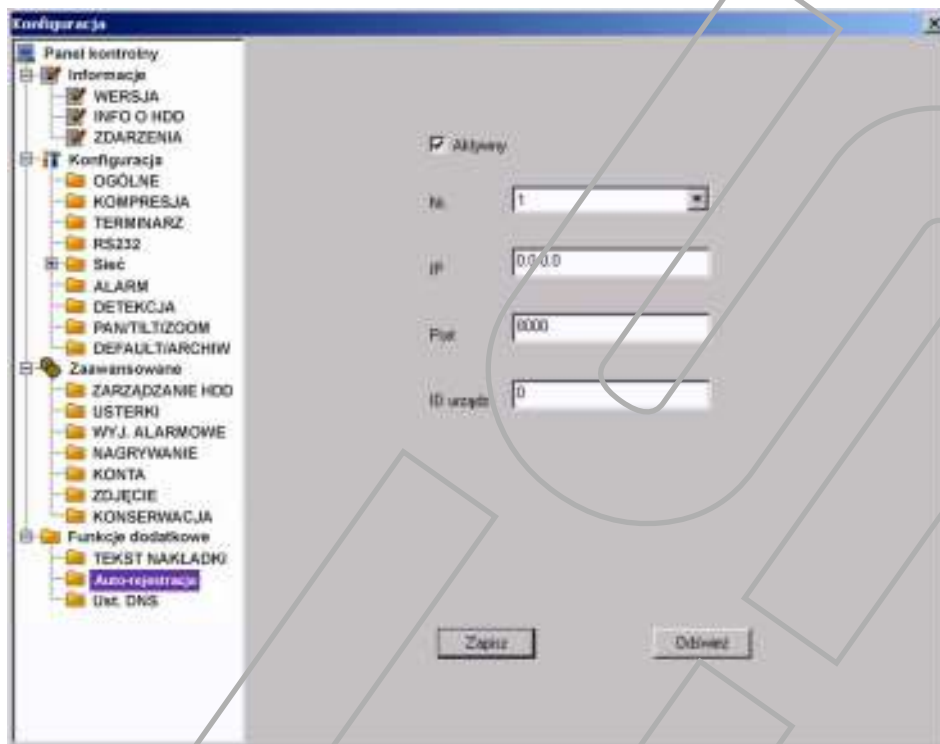 Konfiguracja
Panel kontrolny
Informacje
WERSJA
INFO O HDD
ZDARZENIA
Konfiguracja
OGÓLNE
KOMPRESJA
TERMINARZ
RS232
Sieć
ALARM
DETEKCJA
PAN/TILT/ZOOM
DEFAULT/ARCHIW
Zaawansowane
ZARZĄDZANIE HDD
USTERKI
WYJ. ALARMOWE
NAGRYWANIE
KONTA
ZDJĘCIE
KONSERWACJA
Funkcje dodatkowe
TEKST NAKLADKI
Auto-rejestracja
Ust. DNS
Aktywny
Nr. 1
IP 0.0.0.0
Port 8000
ID urządz 0
Zapisz Odśwież